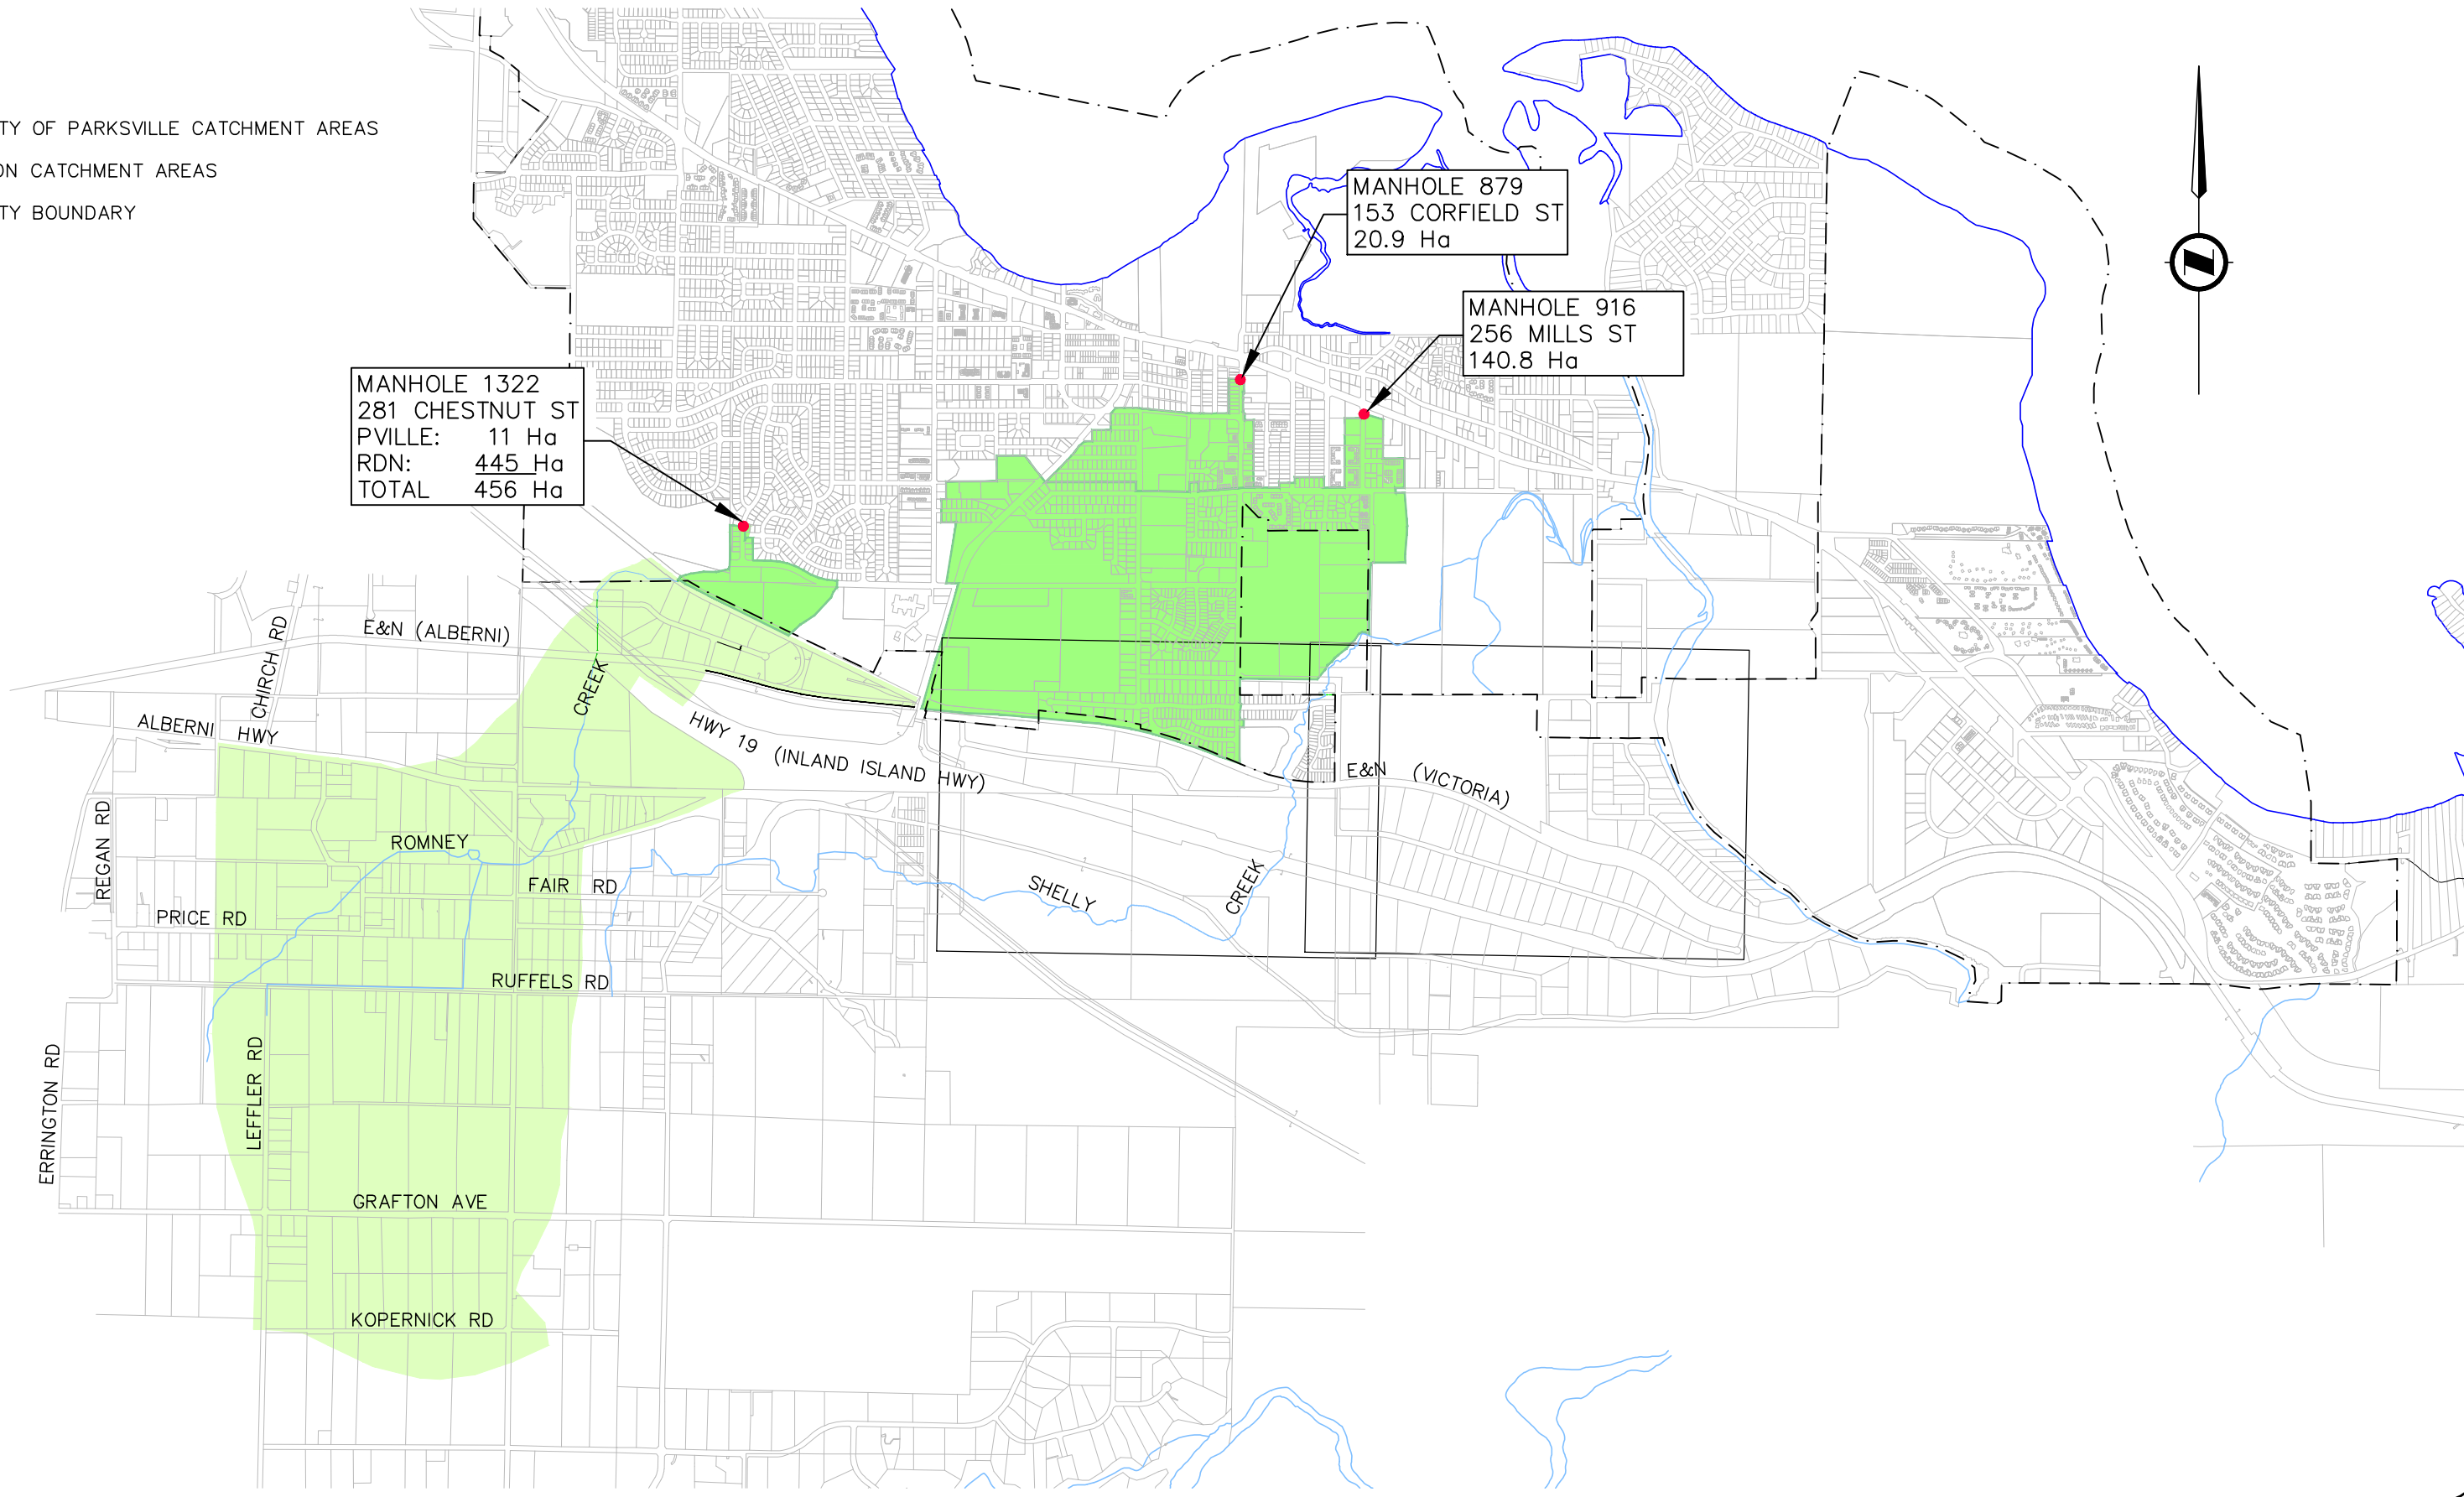 TY OF PARKSVILLE CATCHMENT AREAS
ON CATCHMENT AREAS
TY BOUNDARY
MANHOLE 879
153 CORFIELD ST
20.9 Ha
MANHOLE 916
256 MILLS ST
140.8 Ha
MANHOLE 1322
281 CHESTNUT ST
PVILLE: 11 Ha
RDN: 445 Ha
TOTAL 456 Ha
N
E&N (ALBERNI)
CHIRCH RD
CREEK
ALBERNI HWY
HWY 19 (INLAND ISLAND HWY)
E&N (VICTORIA)
REGAN RD
ROMNEY
FAIR RD
SHELLY
CREEK
PRICE RD
RUFFELS RD
ERRINGTON RD
LEFFLER RD
GRAFTON AVE
KOPERNICK RD